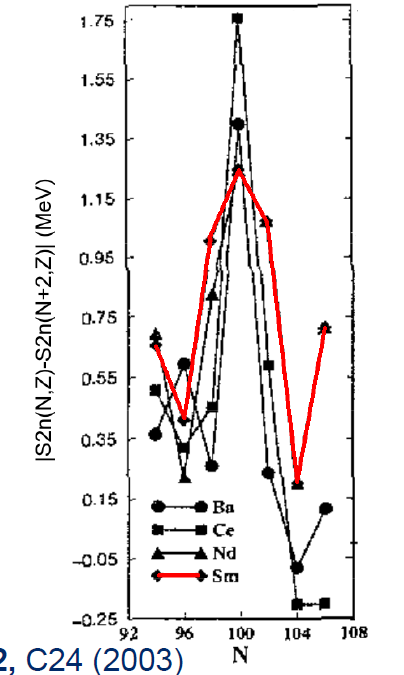 1.75
1.55
1.35
1.15
0.95
0.75
0.55
0.35
0.15
-0.05
-0.25
|S2n(N,Z)-S2n(N+2,Z)| (MeV)
Ba
Ce
Nd
Sm
92 96 100 104 108
N
2, C24 (2003)